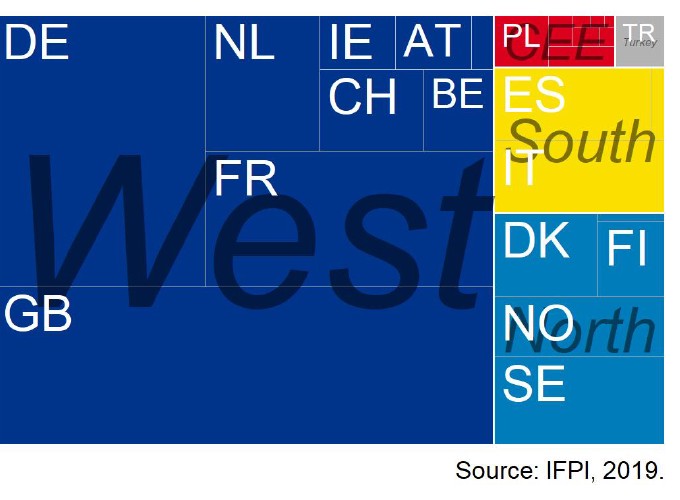 DE
NL
IE
AT
PL
CEE
TR
Turkey
CH
BE
ES
South
IT
West
FR
DK
FI
GB
NO
North
SE
Source: IFPI, 2019.